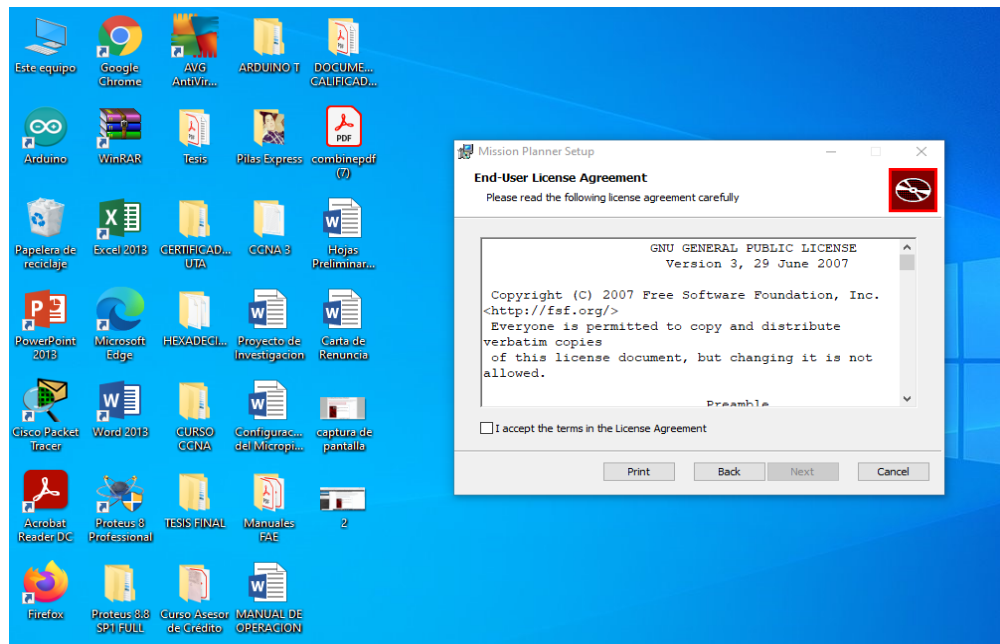 Este equipo
Google
Chrome
AVG
AntiVir...
ARDUINO T
DOCUME...
CALIFICAD...
Arduino
WinRAR
Tesis
Pilas Express
combinepdf
(7)
Papelera de
reciclaje
Excel 2013
CERTIFICAD...
UTA
CCNA 3
Hojas
Preliminar...
PowerPoint
2013
Microsoft
Edge
HEXADECI...
Proyecto de
Investigacion
Carta de
Renuncia
Cisco Packet
Tracer
Word 2013
CURSO
CCNA
Configurac...
del Micropi...
captura de
pantalla
Acrobat
Reader DC
Proteus 8
Professional
TESIS FINAL
Manuales
FAE
2
Firefox
Proteus 8.8
SP1 FULL
Curso Asesor
de Crédito
MANUAL DE
OPERACION
Mission Planner Setup
End-User License Agreement
Please read the following license agreement carefully
GNU GENERAL PUBLIC LICENSE
Version 3, 29 June 2007
Copyright (C) 2007 Free Software Foundation, Inc.
<http://fsf.org/>
Everyone is permitted to copy and distribute
verbatim copies
of this license document, but changing it is not
allowed.
Preamble
I accept the terms in the License Agreement
Print
Back
Next
Cancel